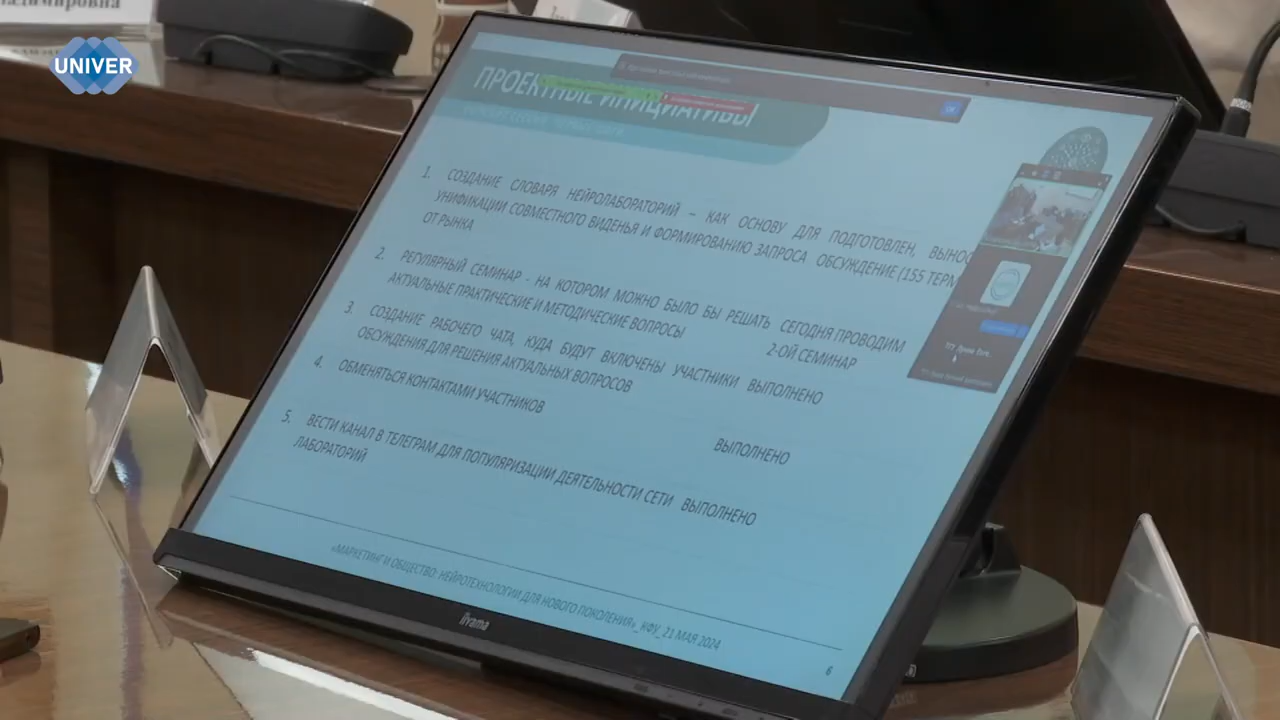 ладимировна
UNIVER
ПРОЕКТНЫЕ ИНИЦИАТИВЫ
1. СОЗДАНИЕ СЛОВАРЯ НЕЙРОЛАБОРАТОРИЙ – КАК ОСНОВУ ДЛЯ ПОДГОТОВЛЕН, ВЫНОС
УНИФИКАЦИИ СОВМЕСТНОГО ВИДЕНЬЯ И ФОРМИРОВАНИЮ ЗАПРОСА ОБСУЖДЕНИЕ (155 ТЕРМ
ОТ РЫНКА
2. РЕГУЛЯРНЫЙ СЕМИНАР - НА КОТОРОМ МОЖНО БЫЛО БЫ РЕШАТЬ СЕГОДНЯ ПРОВОДИМ
АКТУАЛЬНЫЕ ПРАКТИЧЕСКИЕ И МЕТОДИЧЕСКИЕ ВОПРОСЫ 2-ОЙ СЕМИНАР
3. СОЗДАНИЕ РАБОЧЕГО ЧАТА, КУДА БУДУТ ВКЛЮЧЕНЫ УЧАСТНИКИ ВЫПОЛНЕНО
ОБСУЖДЕНИЯ ДЛЯ РЕШЕНИЯ АКТУАЛЬНЫХ ВОПРОСОВ
4. ОБМЕНЯТЬСЯ КОНТАКТАМИ УЧАСТНИКОВ ВЫПОЛНЕНО
5. ВЕСТИ КАНАЛ В ТЕЛЕГРАМ ДЛЯ ПОПУЛЯРИЗАЦИИ ДЕЯТЕЛЬНОСТИ СЕТИ ВЫПОЛНЕНО
ЛАБОРАТОРИЙ
«МАРКЕТИНГ И ОБЩЕСТВО: НЕЙРОТЕХНОЛОГИИ ДЛЯ НОВОГО ПОКОЛЕНИЯ»_КФУ_21 МАЯ 2024
6
iiyama